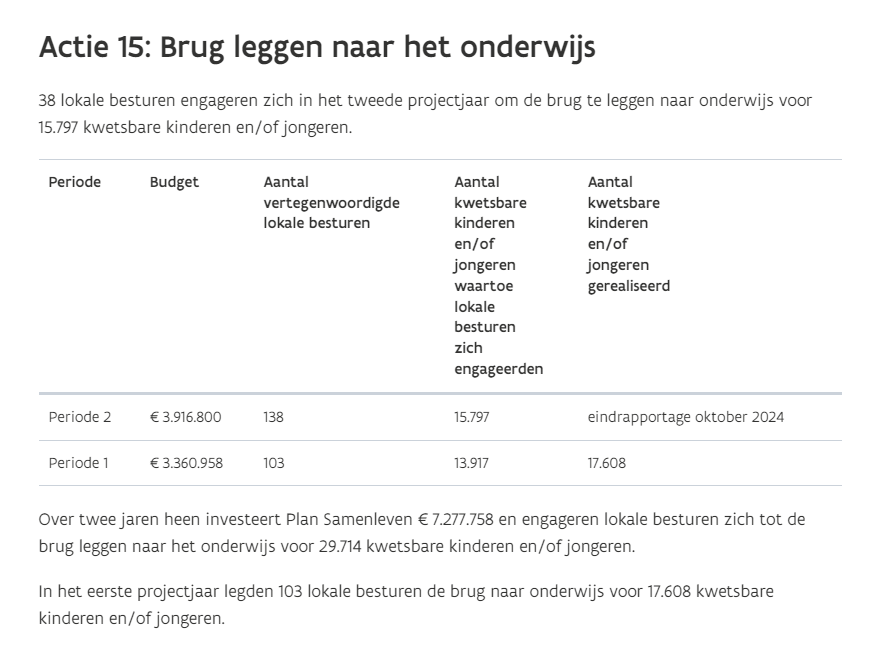 Actie 15: Brug leggen naar het onderwijs
38 lokale besturen engageren zich in het tweede projectjaar om de brug te leggen naar onderwijs voor
15.797 kwetsbare kinderen en/of jongeren.
Periode
Budget
Aantal
vertegenwoordigde
lokale besturen
Aantal
kwetsbare
kinderen
en/of
jongeren
waartoe
lokale
besturen
zich
engageerden
Aantal
kwetsbare
kinderen
en/of
jongeren
gerealiseerd
Periode 2 € 3.916.800 138 15.797 eindrapportage oktober 2024
Periode 1 € 3.360.958 103 13.917 17.608
Over twee jaren heen investeert Plan Samenleven € 7.277.758 en engageren lokale besturen zich tot de
brug leggen naar het onderwijs voor 29.714 kwetsbare kinderen en/of jongeren.
In het eerste projectjaar legden 103 lokale besturen de brug naar onderwijs voor 17.608 kwetsbare
kinderen en/of jongeren.